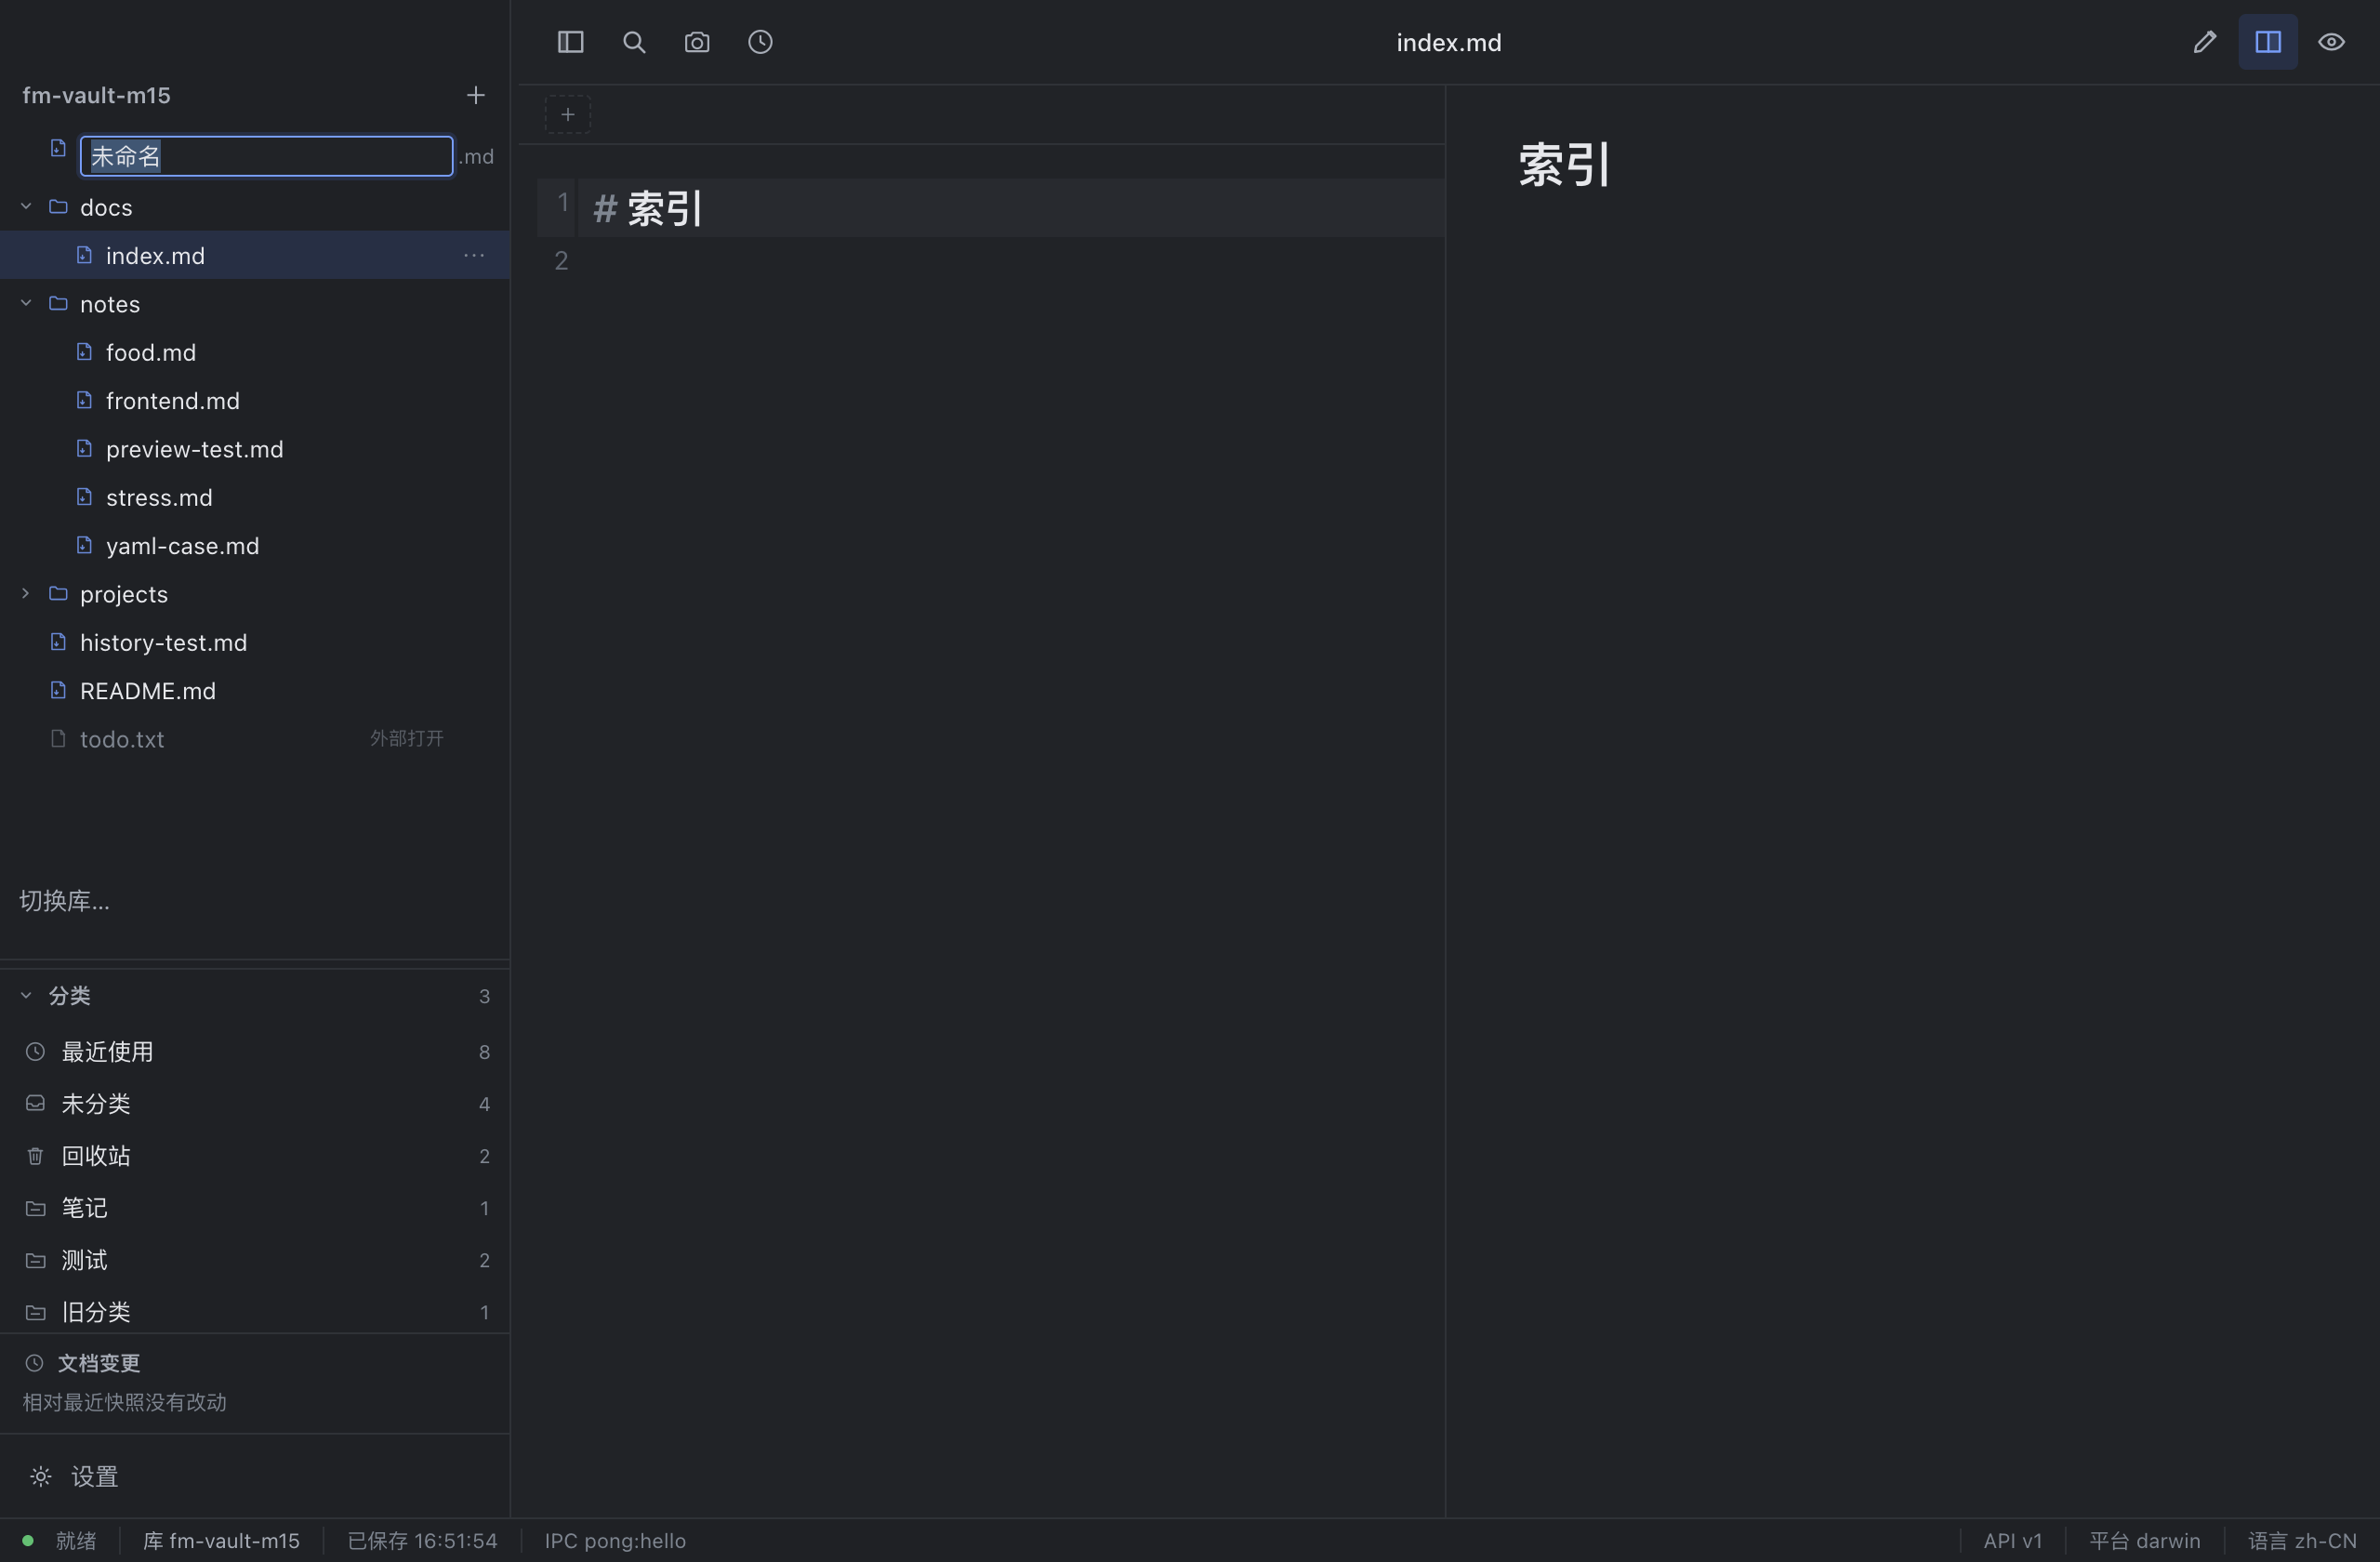 index.md
fm-vault-m15
未命名 .md
docs
index.md
notes
food.md
frontend.md
preview-test.md
stress.md
yaml-case.md
projects
history-test.md
README.md
todo.txt 外部打开
切换库...
分类 3
最近使用 8
未分类 4
回收站 2
笔记 1
测试 2
旧分类 1
文档变更
相对最近快照没有改动
设置
1 # 索引
2
索引
就绪 库 fm-vault-m15 已保存 16:51:54 IPC pong:hello API v1 平台 darwin 语言 zh-CN